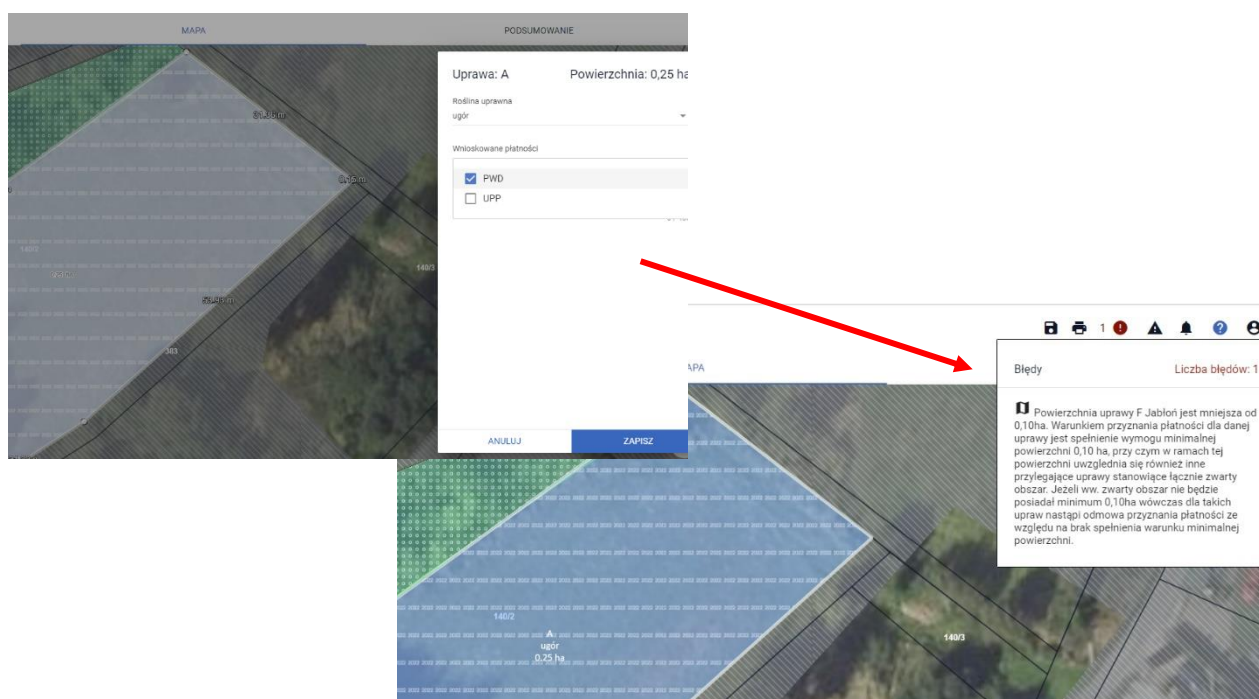 MAPA
PODSUMOWANIE
Uprawa: A
Powierzchnia: 0,25 ha
Roślina uprawna
ugór
Wnioskowane płatności
PWD
UPP
ANULUJ
ZAPISZ
140/2
140/3
383
1
APA
Błędy
Liczba błędów: 1
Powierzchnia uprawy F Jabłoń jest mniejsza od
0,10ha. Warunkiem przyznania płatności dla danej
uprawy jest spełnienie wymogu minimalnej
powierzchni 0,10 ha, przy czym w ramach tej
powierzchni uwzględnia się również inne
przylegające uprawy stanowiące łącznie zwarty
obszar. Jeżeli ww. zwarty obszar nie będzie
posiadał minimum 0,10ha wówczas dla takich
upraw nastąpi odmowa przyznania płatności ze
względu na brak spełnienia warunku minimalnej
powierzchni.
140/2
A
ugór
0.25 ha
140/3